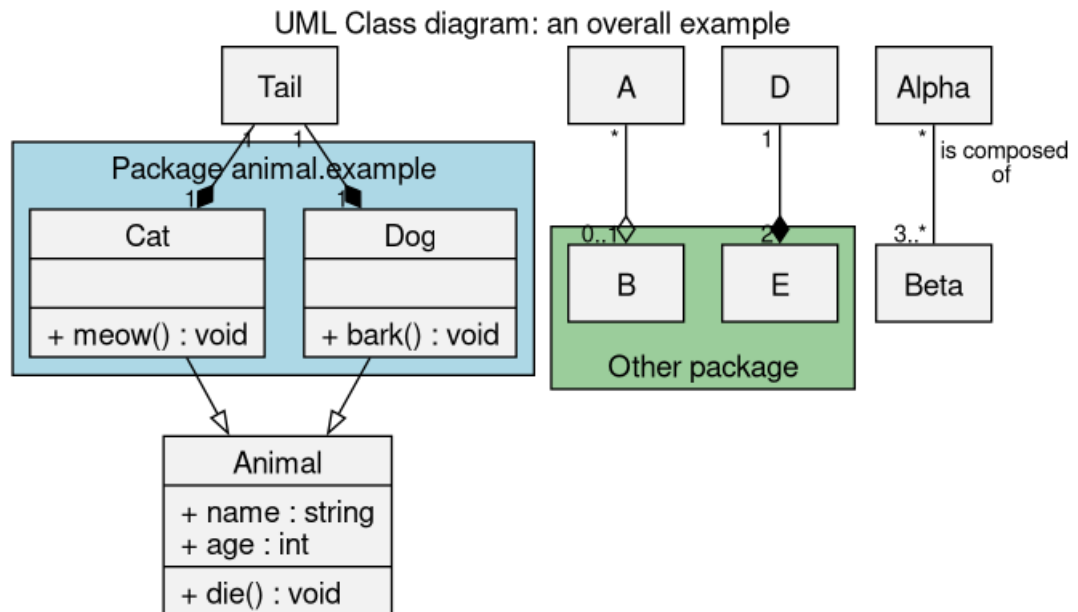 UML Class diagram: an overall example
Tail
A
D
Alpha
1
1
*
1
*
is composed
of
Package animal.example
1
1
Cat
Dog
+ meow() : void
+ bark() : void
0..1
2
3..*
B
E
Beta
Other package
Animal
+ name : string
+ age : int
+ die() : void